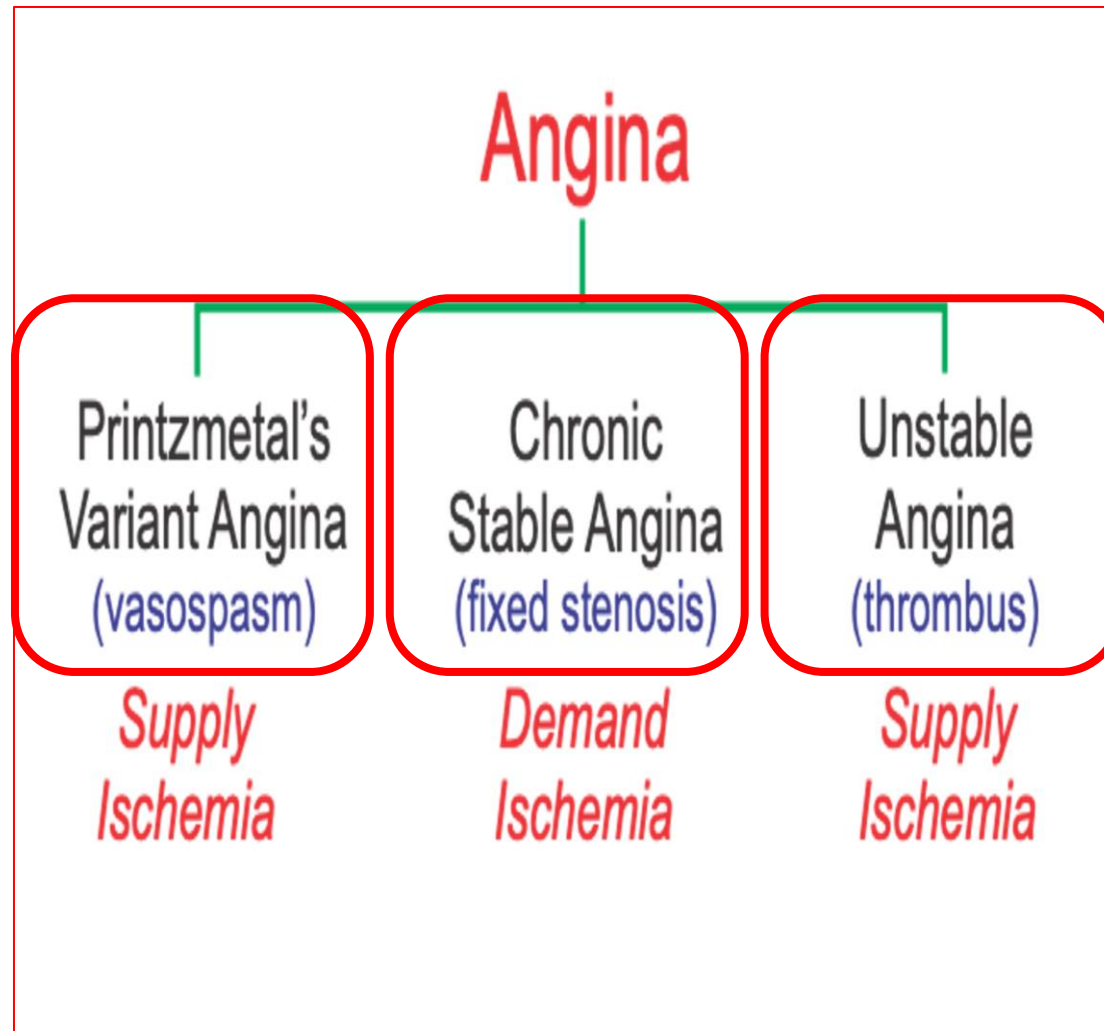 Angina
Printzmetal's
Variant Angina
(vasospasm)
Supply
Ischemia
Chronic
Stable Angina
(fixed stenosis)
Demand
Ischemia
Unstable
Angina
(thrombus)
Supply
Ischemia